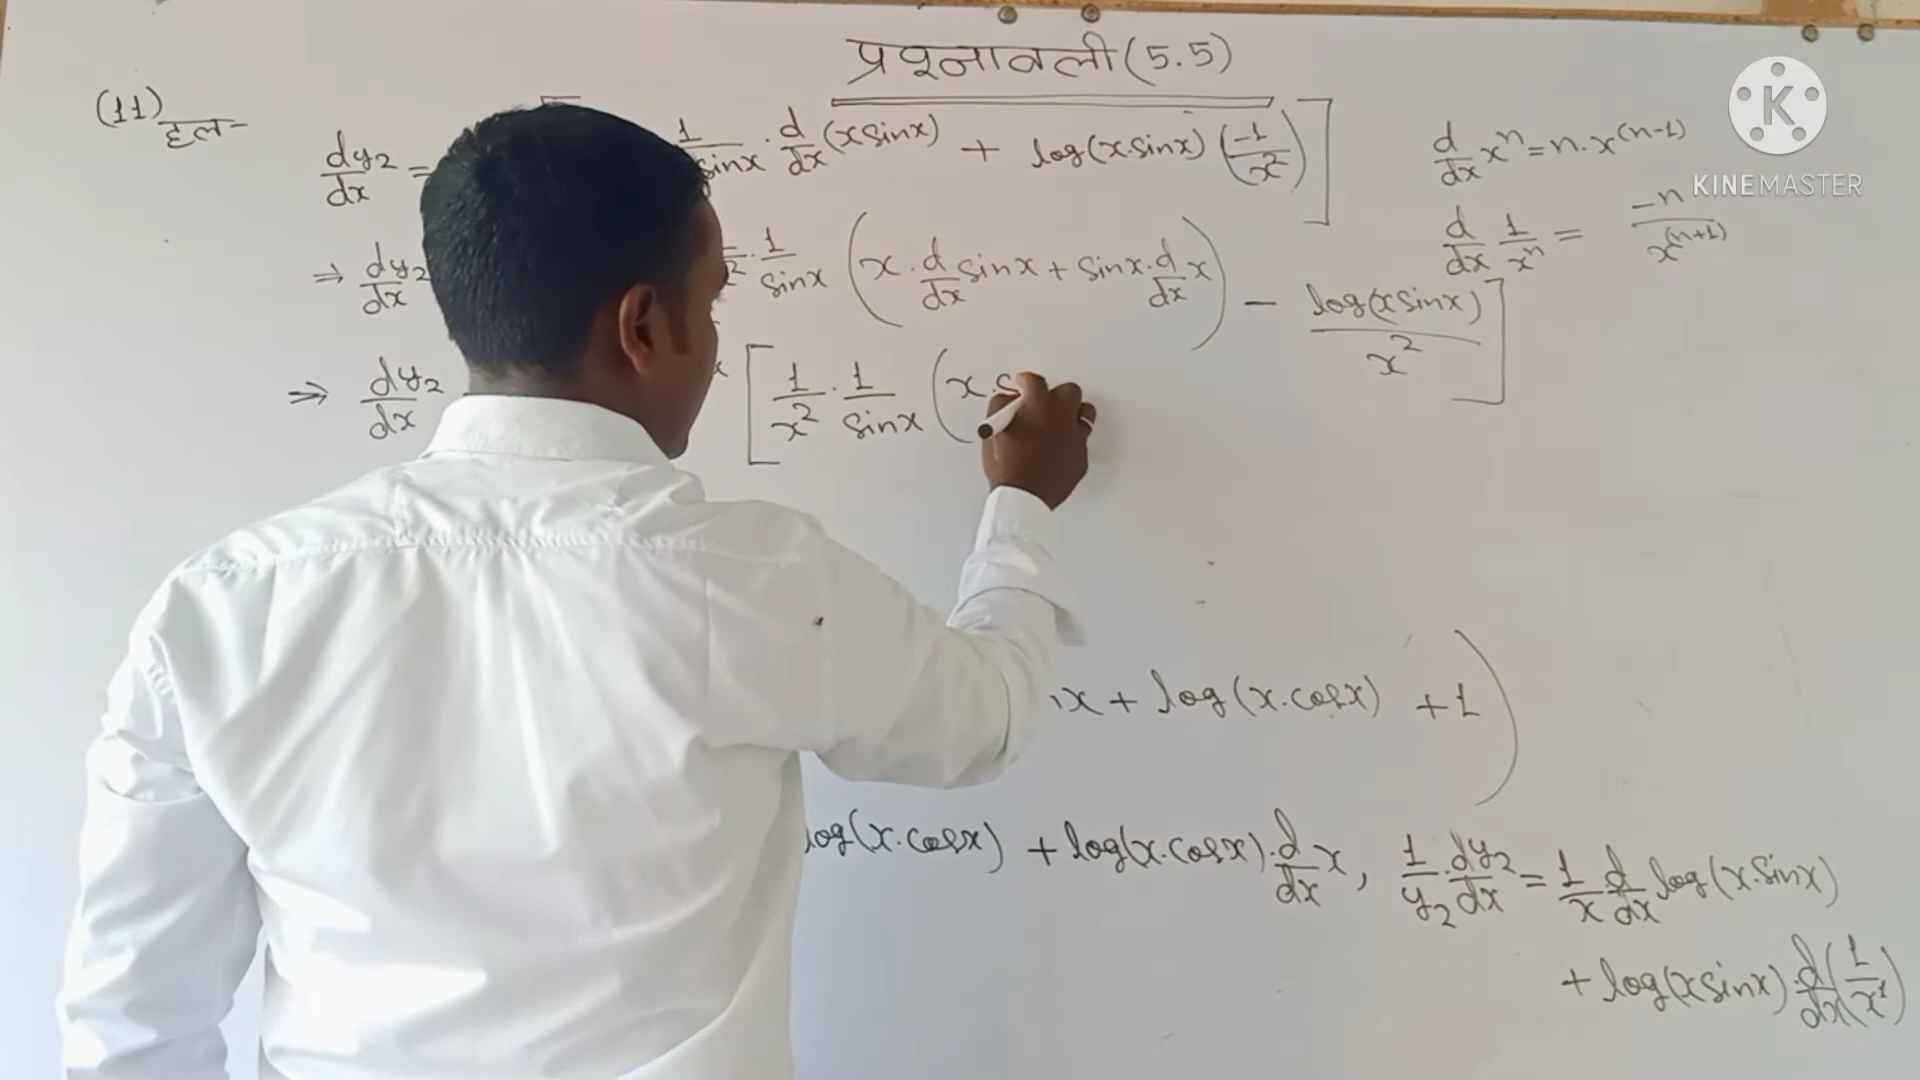 प्रश्नावली (5.5)
(11) हल-
dy₂/dx = 1/sinx · d/dx (x sinx) + log(x·sinx) (-1/x²) ]
d/dx xⁿ = n·x⁽ⁿ⁻¹⁾
KINEMASTER
d/dx 1/xⁿ = -n/x⁽ⁿ⁺¹⁾
⇒ dy₂/dx · 1/sinx ( x · d/dx sinx + sinx · d/dx x ) - log(x sinx)/x² ]
⇒ dy₂/dx [ 1/x² · 1/sinx ( x·
x + log(x·cosx) + 1 )
log(x·cosx) + log(x·cosx)·d/dx x, 1/y₂ · dy₂/dx = 1/x · d/dx log(x·sinx)
+ log(x sinx)·d/dx (1/x¹)